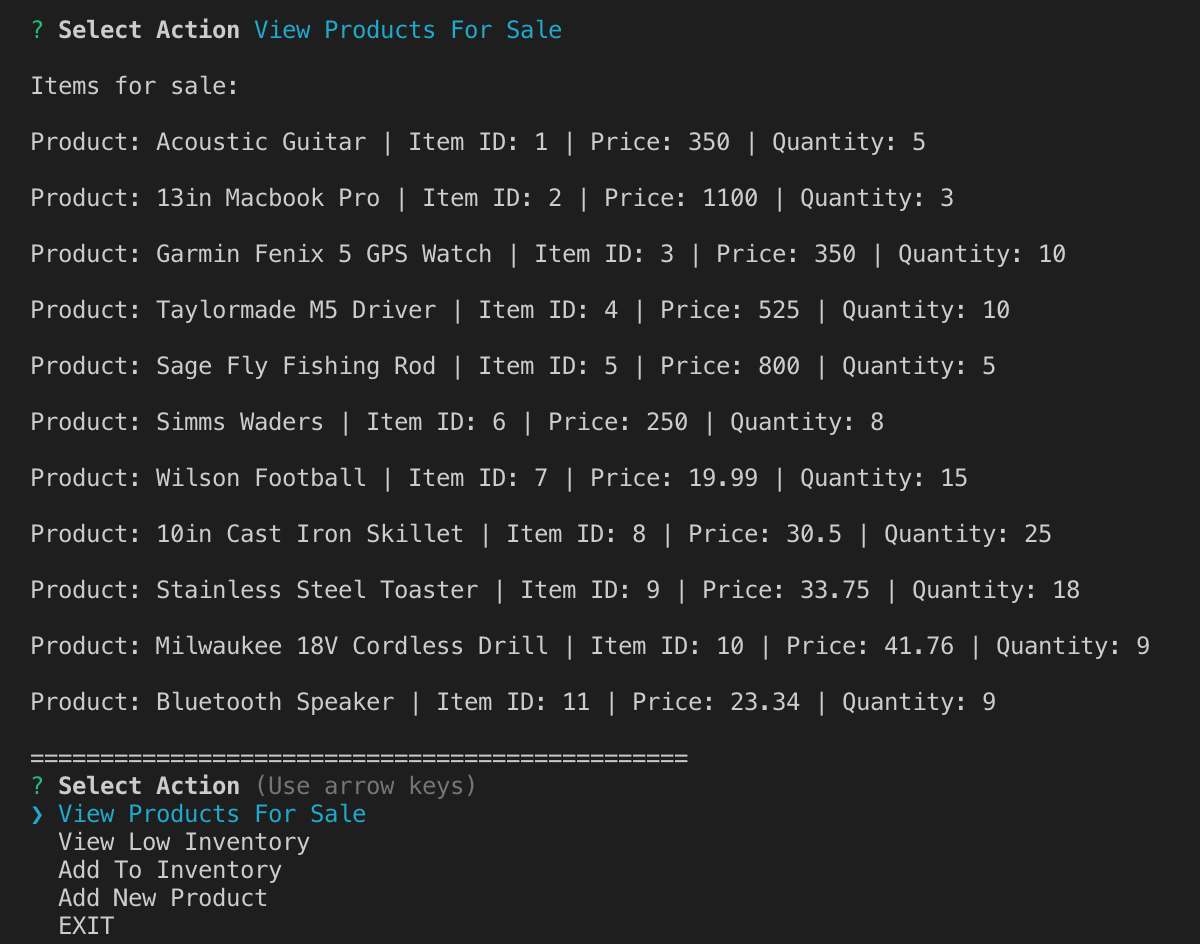 ? Select Action View Products For Sale
Items for sale:
Product: Acoustic Guitar | Item ID: 1 | Price: 350 | Quantity: 5
Product: 13in Macbook Pro | Item ID: 2 | Price: 1100 | Quantity: 3
Product: Garmin Fenix 5 GPS Watch | Item ID: 3 | Price: 350 | Quantity: 10
Product: Taylormade M5 Driver | Item ID: 4 | Price: 525 | Quantity: 10
Product: Sage Fly Fishing Rod | Item ID: 5 | Price: 800 | Quantity: 5
Product: Simms Waders | Item ID: 6 | Price: 250 | Quantity: 8
Product: Wilson Football | Item ID: 7 | Price: 19.99 | Quantity: 15
Product: 10in Cast Iron Skillet | Item ID: 8 | Price: 30.5 | Quantity: 25
Product: Stainless Steel Toaster | Item ID: 9 | Price: 33.75 | Quantity: 18
Product: Milwaukee 18V Cordless Drill | Item ID: 10 | Price: 41.76 | Quantity: 9
Product: Bluetooth Speaker | Item ID: 11 | Price: 23.34 | Quantity: 9
===============================================
? Select Action (Use arrow keys)
❯ View Products For Sale
View Low Inventory
Add To Inventory
Add New Product
EXIT